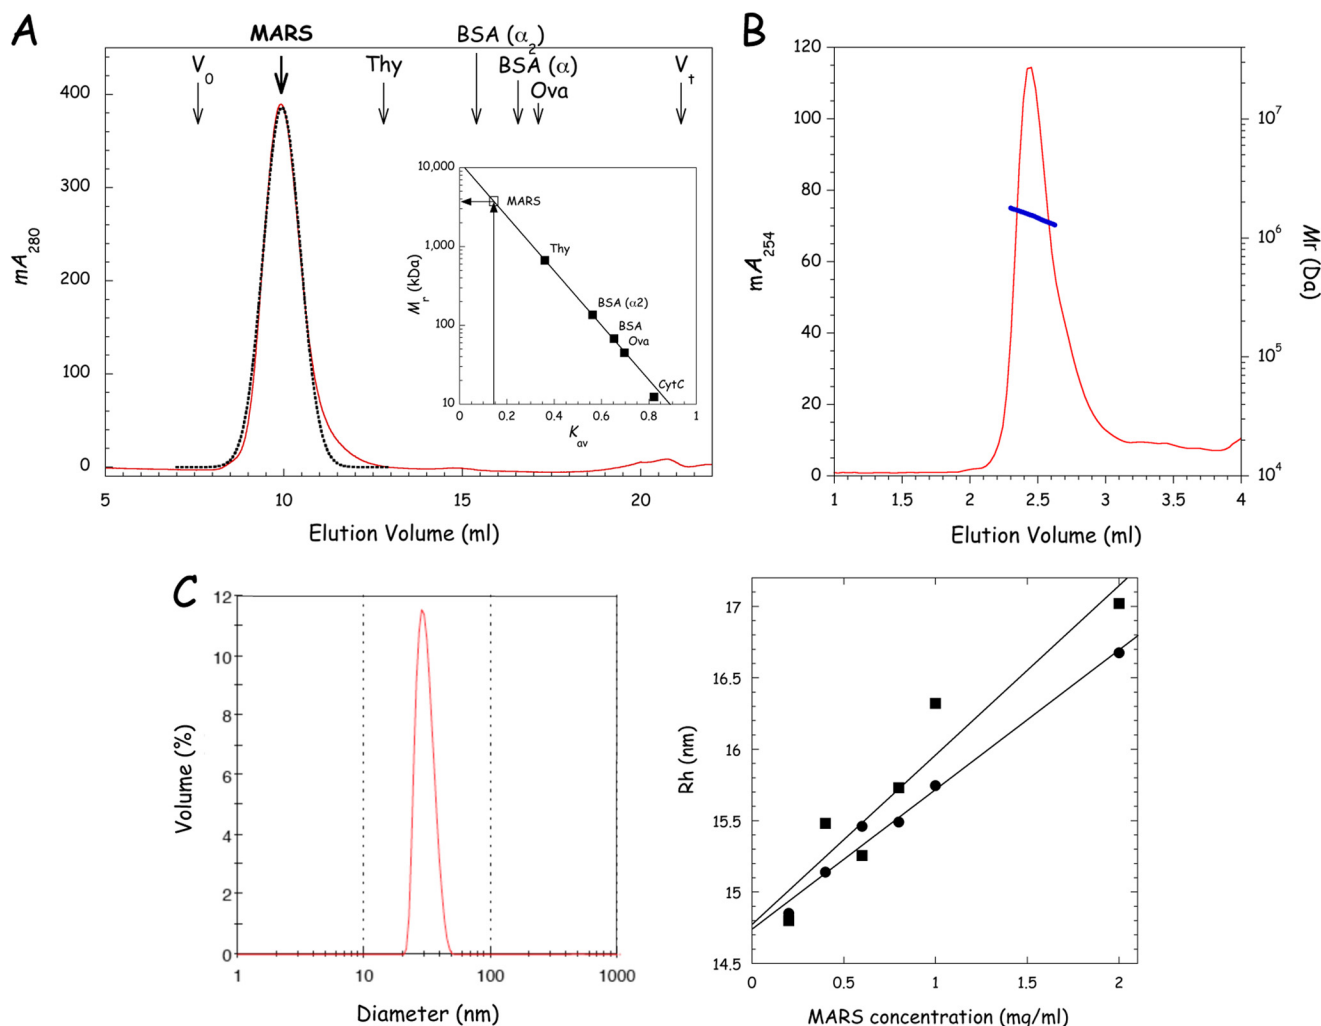 A
MARS
BSA (α2)
V0
Thy
BSA (α)
Ova
Vt
400
300
200
100
0
mA280
5
10
15
20
Elution Volume (ml)
10,000
1,000
100
10
Mr (kDa)
MARS
Thy
BSA (α2)
BSA
Ova
CytC
0
0.2
0.4
0.6
0.8
1
Kav
B
120
100
80
60
40
20
0
mA254
10^7
10^6
10^5
10^4
Mr (Da)
1
1.5
2
2.5
3
3.5
4
Elution Volume (ml)
C
12
10
8
6
4
2
0
Volume (%)
1
10
100
1000
Diameter (nm)
17
16.5
16
15.5
15
14.5
Rh (nm)
0
0.5
1
1.5
2
MARS concentration (mg/ml)